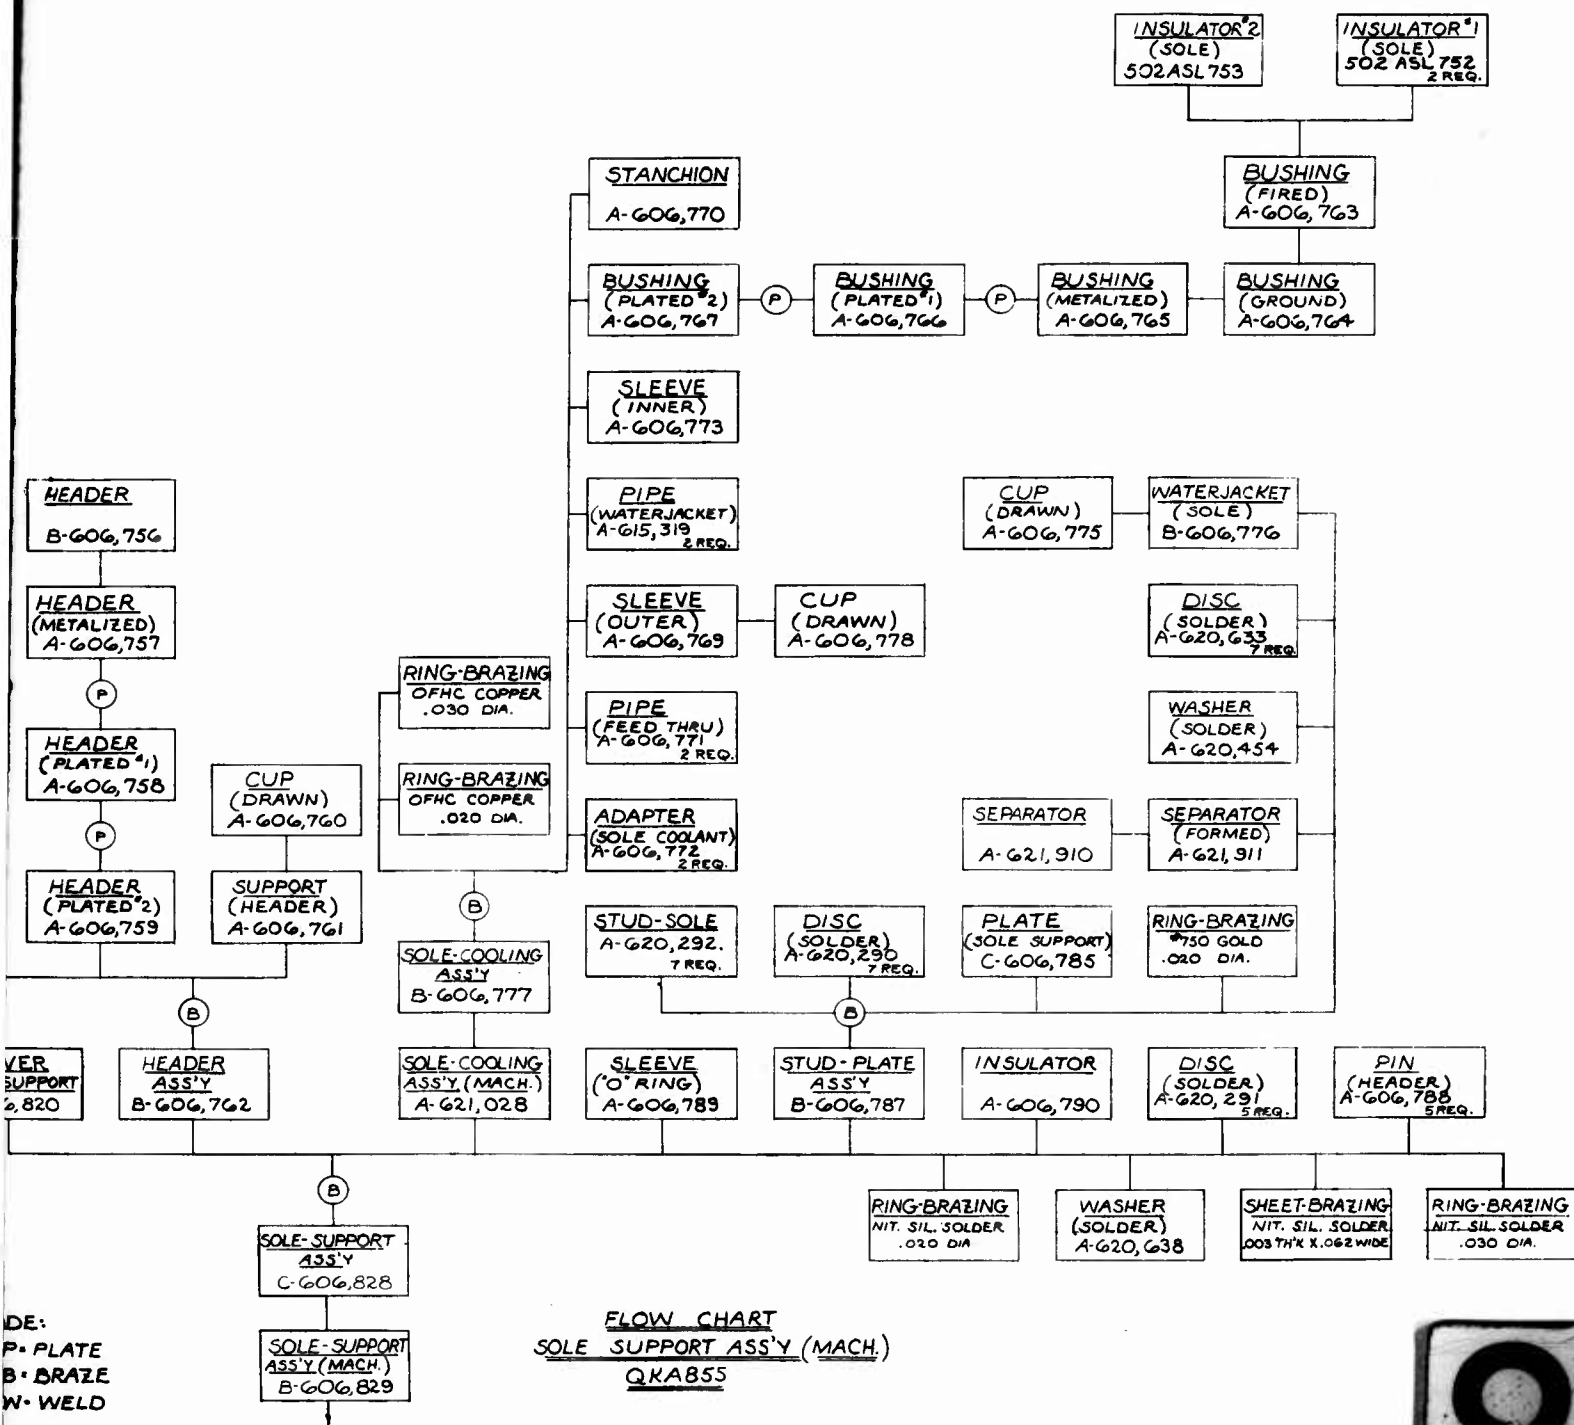 INSULATOR #2
(SOLE)
502ASL753
INSULATOR #1
(SOLE)
502 ASL 752
2 REQ.
STANCHION
A-606,770
BUSHING
(FIRED)
A-606,763
BUSHING
(PLATED #2)
A-606,767
P
BUSHING
(PLATED #1)
A-606,766
P
BUSHING
(METALIZED)
A-606,765
BUSHING
(GROUND)
A-606,764
SLEEVE
(INNER)
A-606,773
HEADER
B-606,756
PIPE
(WATERJACKET)
A-615,319
2 REQ.
CUP
(DRAWN)
A-606,775
WATERJACKET
(SOLE)
B-606,776
HEADER
(METALIZED)
A-606,757
SLEEVE
(OUTER)
A-606,769
CUP
(DRAWN)
A-606,778
DISC
(SOLDER)
A-620,633
7 REQ.
P
RING-BRAZING
OFHC COPPER
.030 DIA.
PIPE
(FEED THRU)
A-606,771
2 REQ.
WASHER
(SOLDER)
A-620,454
HEADER
(PLATED #1)
A-606,758
CUP
(DRAWN)
A-606,760
RING-BRAZING
OFHC COPPER
.020 DIA.
ADAPTER
(SOLE COOLANT)
A-606,772
2 REQ.
SEPARATOR
A-621,910
SEPARATOR
(FORMED)
A-621,911
P
HEADER
(PLATED #2)
A-606,759
SUPPORT
(HEADER)
A-606,761
B
STUD-SOLE
A-620,292.
7 REQ.
DISC
(SOLDER)
A-620,290
7 REQ.
PLATE
(SOLE SUPPORT)
C-606,785
RING-BRAZING
#750 GOLD
.020 DIA.
SOLE-COOLING
ASS'Y
B-606,777
B
B
VER
SUPPORT
6,820
HEADER
ASS'Y
B-606,762
SOLE-COOLING
ASS'Y (MACH.)
A-621,028
SLEEVE
("O" RING)
A-606,789
STUD-PLATE
ASS'Y
B-606,787
INSULATOR
A-606,790
DISC
(SOLDER)
A-620,291
5 REQ.
PIN
(HEADER)
A-606,788
5 REQ.
B
RING-BRAZING
NIT. SIL. SOLDER
.020 DIA
WASHER
(SOLDER)
A-620,638
SHEET-BRAZING
NIT. SIL. SOLDER
.003 TH'K X .062 WIDE
RING-BRAZING
NIT. SIL. SOLDER
.030 DIA.
SOLE-SUPPORT
ASS'Y
C-606,828
SOLE-SUPPORT
ASS'Y (MACH.)
B-606,829
DE:
P=PLATE
B=BRAZE
W=WELD
FLOW CHART
SOLE SUPPORT ASS'Y (MACH.)
QKA855